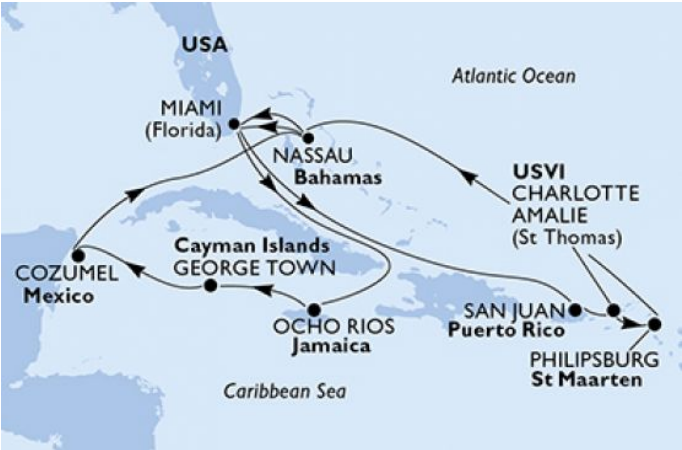 USA
Atlantic Ocean
MIAMI
(Florida)
NASSAU
Bahamas
USVI
CHARLOTTE
AMALIE
(St Thomas)
Cayman Islands
GEORGE TOWN
COZUMEL
Mexico
SAN JUAN
Puerto Rico
OCHO RIOS
Jamaica
PHILIPSBURG
St Maarten
Caribbean Sea